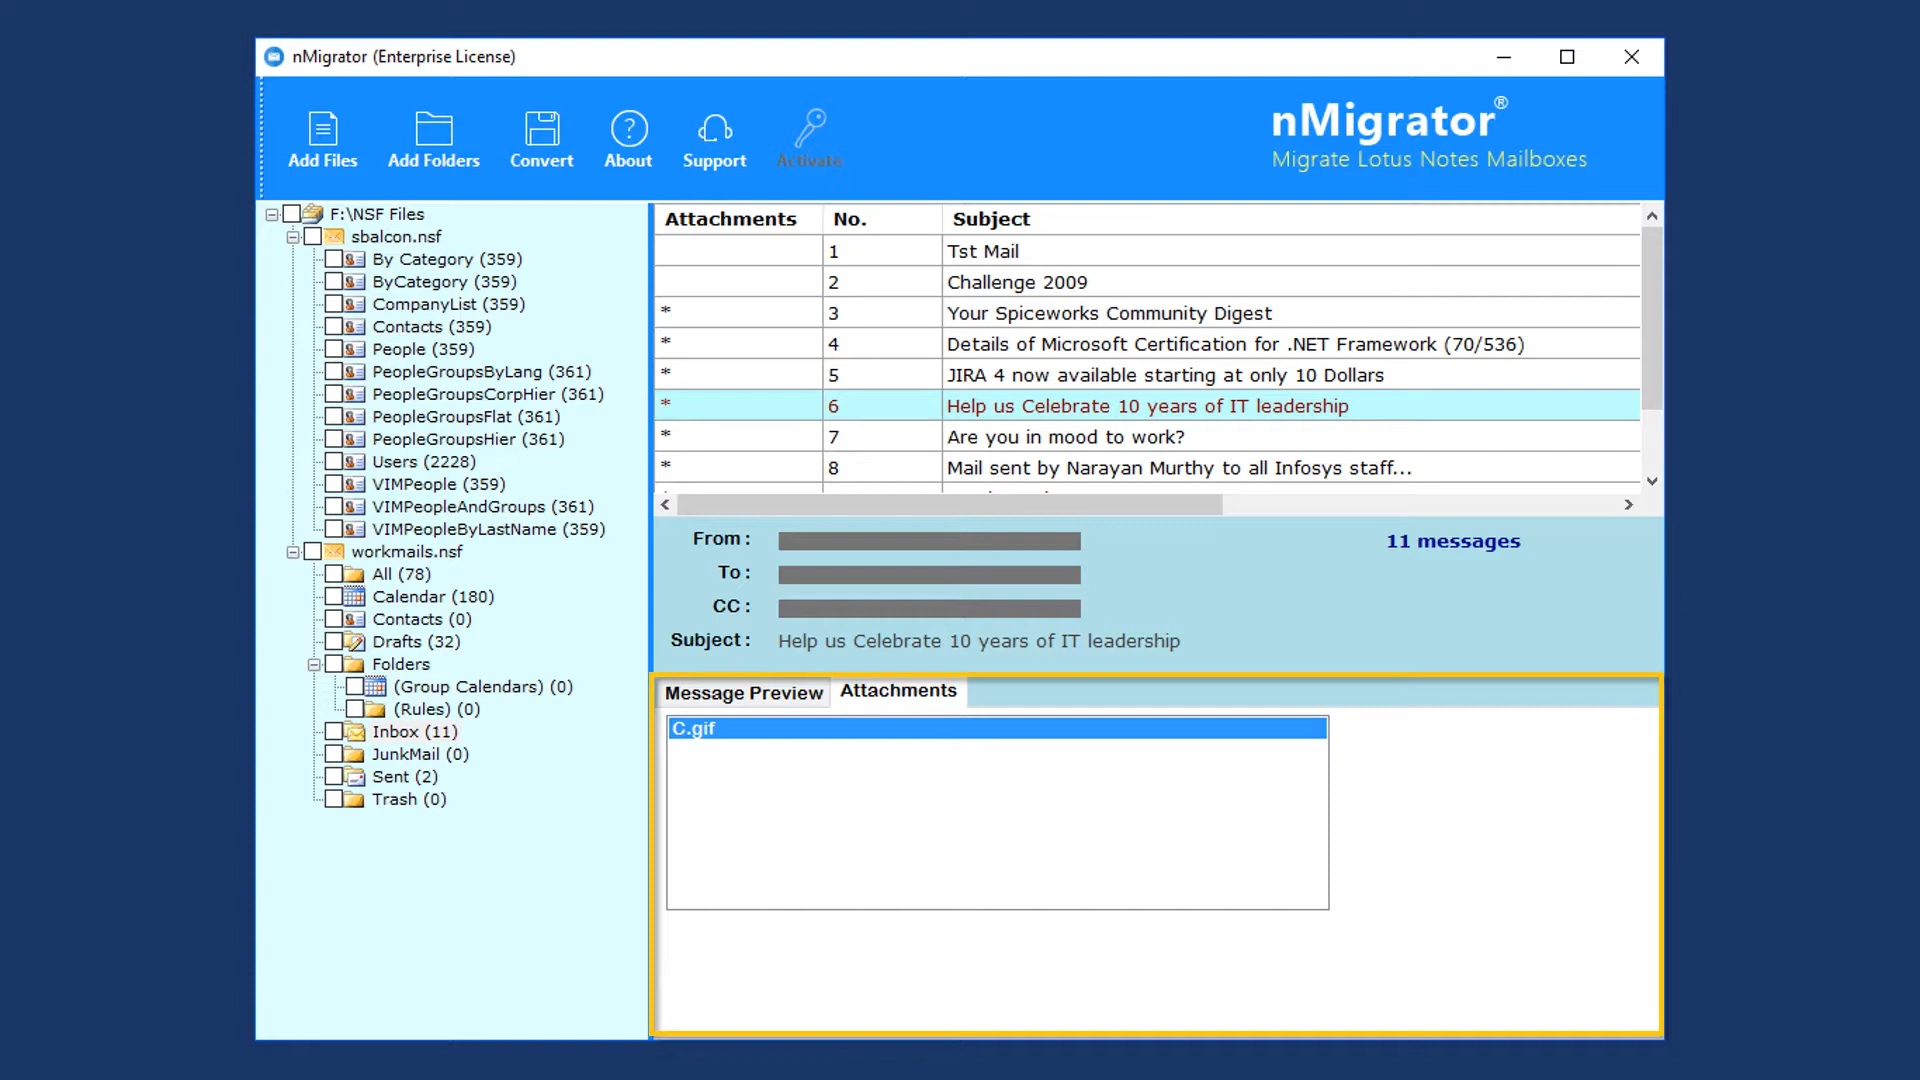 nMigrator (Enterprise License)
Add Files Add Folders Convert About Support Activate
nMigrator®
Migrate Lotus Notes Mailboxes
F:\NSF Files
sbalcon.nsf
By Category (359)
ByCategory (359)
CompanyList (359)
Contacts (359)
People (359)
PeopleGroupsByLang (361)
PeopleGroupsCorpHier (361)
PeopleGroupsFlat (361)
PeopleGroupsHier (361)
Users (2228)
VIMPeople (359)
VIMPeopleAndGroups (361)
VIMPeopleByLastName (359)
workmails.nsf
All (78)
Calendar (180)
Contacts (0)
Drafts (32)
Folders
(Group Calendars) (0)
(Rules) (0)
Inbox (11)
JunkMail (0)
Sent (2)
Trash (0)
Attachments No. Subject
1 Tst Mail
2 Challenge 2009
* 3 Your Spiceworks Community Digest
* 4 Details of Microsoft Certification for .NET Framework (70/536)
* 5 JIRA 4 now available starting at only 10 Dollars
* 6 Help us Celebrate 10 years of IT leadership
* 7 Are you in mood to work?
* 8 Mail sent by Narayan Murthy to all Infosys staff...
From :
11 messages
To :
CC :
Subject : Help us Celebrate 10 years of IT leadership
Message Preview Attachments
C.gif